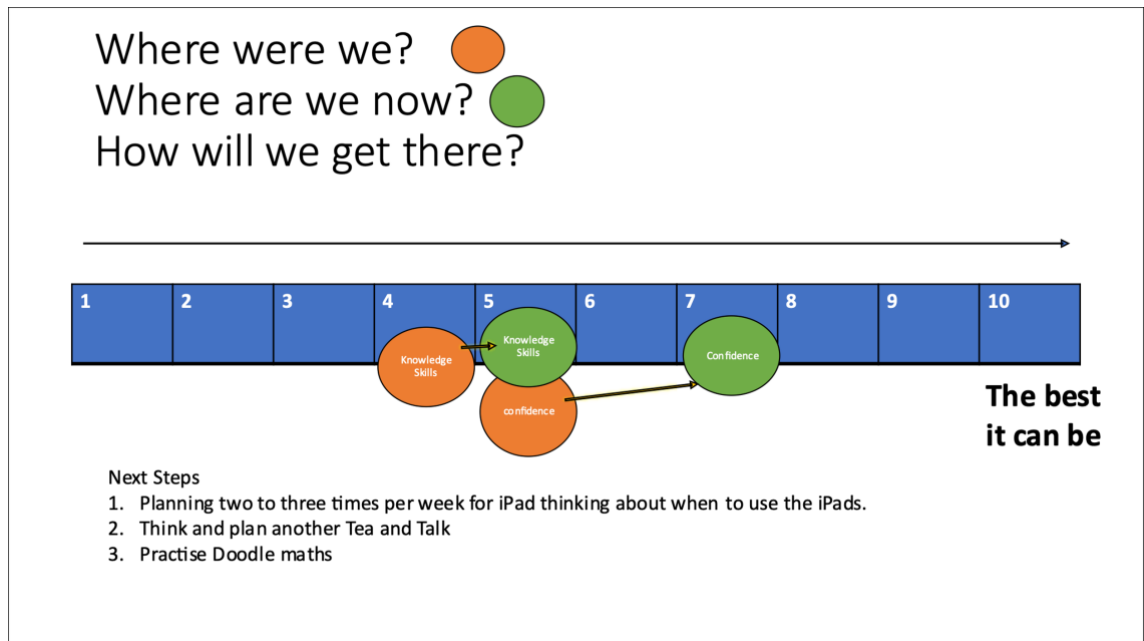 Where were we?
Where are we now?
How will we get there?
1 2 3 4 5 6 7 8 9 10
Knowledge
Skills
Knowledge
Skills
confidence
Confidence
The best
it can be
Next Steps
1. Planning two to three times per week for iPad thinking about when to use the iPads.
2. Think and plan another Tea and Talk
3. Practise Doodle maths